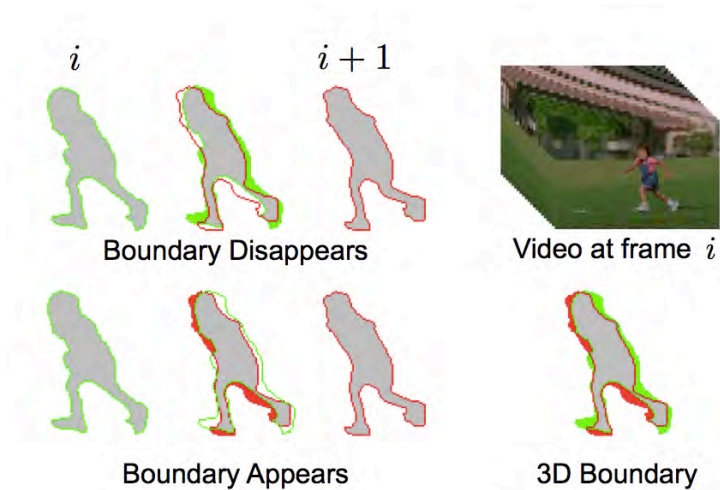 i
i + 1
Boundary Disappears
Video at frame i
Boundary Appears
3D Boundary